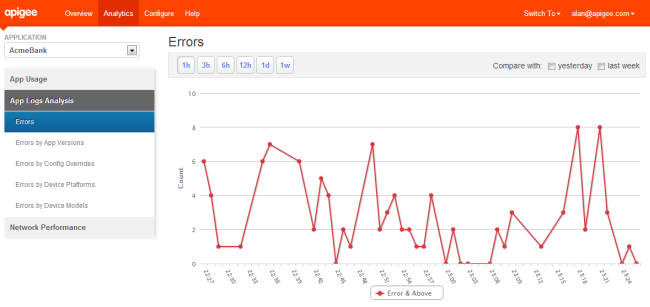 apigee Overview Analytics Configure Help Switch To alan@apigee.com
APPLICATION
AcmeBank
App Usage
App Logs Analysis
Errors
Errors by App Versions
Errors by Config Overrides
Errors by Device Platforms
Errors by Device Models
Network Performance
Errors
1h 3h 6h 12h 1d 1w Compare with: yesterday last week
10
8
6
4
2
0
Count
22:27 22:30 22:33 22:36 22:39 22:42 22:45 22:48 22:51 22:54 22:57 23:00 23:03 23:06 23:09 23:12 23:15 23:18 23:21 23:24
Error & Above